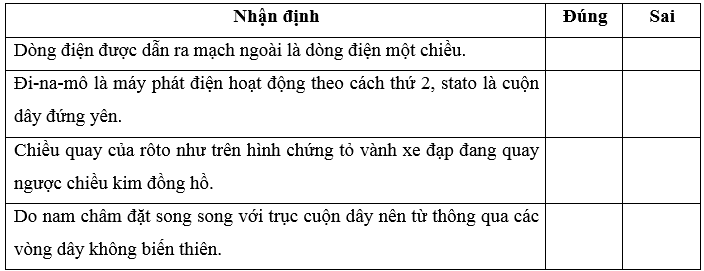 Nhận định Đúng Sai
Dòng điện được dẫn ra mạch ngoài là dòng điện một chiều.
Đi-na-mô là máy phát điện hoạt động theo cách thứ 2, stato là cuộn
dây đứng yên.
Chiều quay của rôto như trên hình chứng tỏ vành xe đạp đang quay
ngược chiều kim đồng hồ.
Do nam châm đặt song song với trục cuộn dây nên từ thông qua các
vòng dây không biến thiên.